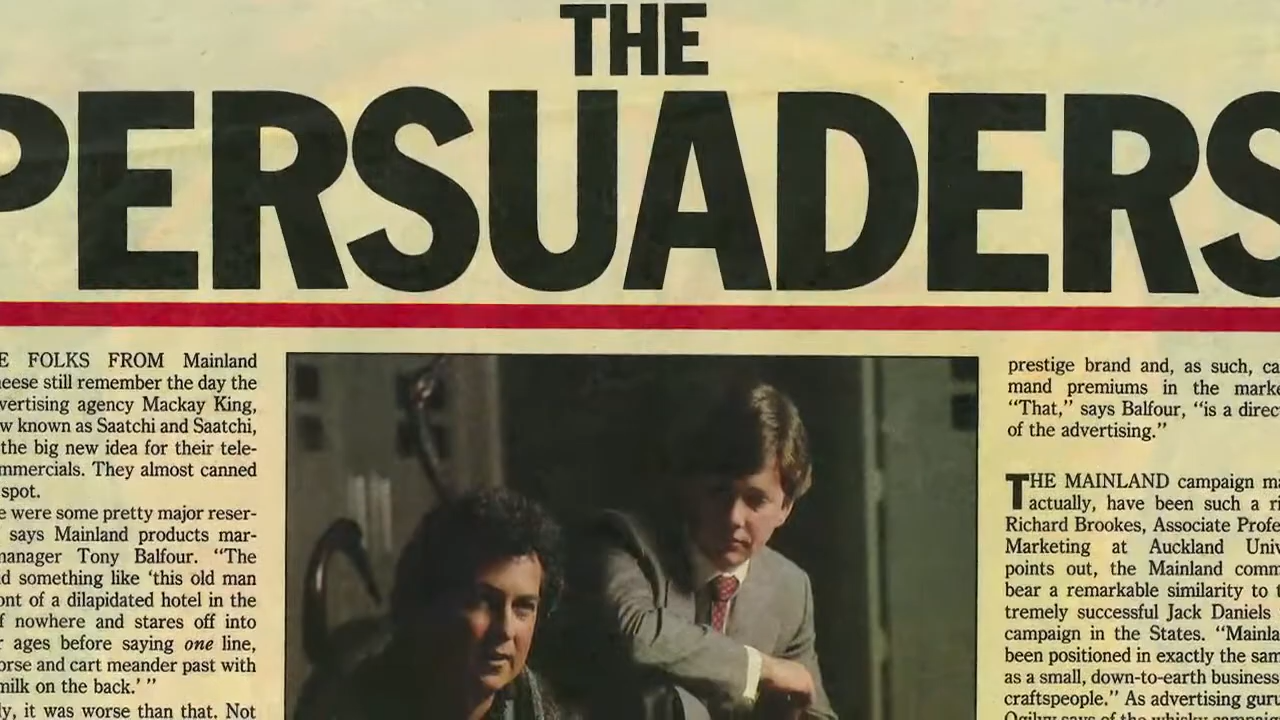 THE
PERSUADERS
E FOLKS FROM Mainland
heese still remember the day the
vertising agency Mackay King,
w known as Saatchi and Saatchi,
the big new idea for their tele-
mmercials. They almost canned
spot.
e were some pretty major reser-
says Mainland products mar-
manager Tony Balfour. “The
d something like ‘this old man
ont of a dilapidated hotel in the
f nowhere and stares off into
r ages before saying one line,
orse and cart meander past with
milk on the back.’ ”
ly, it was worse than that. Not
prestige brand and, as such, ca
mand premiums in the marke
“That,” says Balfour, “is a direc
of the advertising.”
THE MAINLAND campaign ma
actually, have been such a ri
Richard Brookes, Associate Profe
Marketing at Auckland Univ
points out, the Mainland comm
bear a remarkable similarity to t
tremely successful Jack Daniels
campaign in the States. “Mainla
been positioned in exactly the sam
as a small, down-to-earth business
craftspeople.” As advertising guru
Ogilvy says of the whisky campai